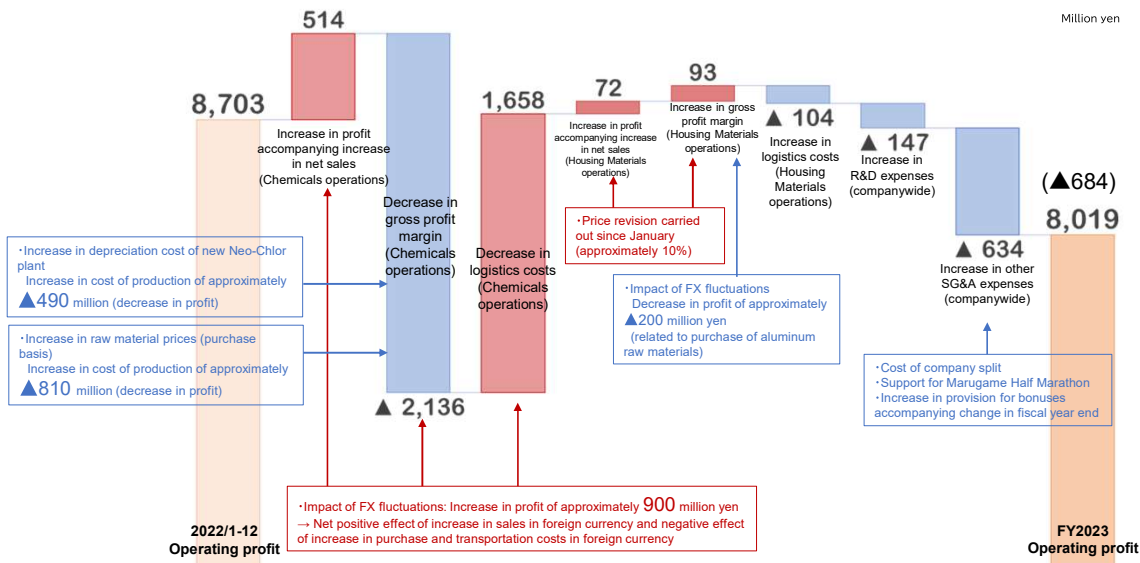 Million yen
514
8,703
Increase in profit
accompanying increase
in net sales
(Chemicals operations)
Decrease in
gross profit
margin
(Chemicals
operations)
▲ 2,136
1,658
Decrease in
logistics costs
(Chemicals
operations)
72
Increase in profit
accompanying increase
in net sales
(Housing Materials
operations)
93
Increase in gross
profit margin
(Housing Materials
operations)
▲ 104
Increase in
logistics costs
(Housing
Materials
operations)
▲ 147
Increase in
R&D expenses
(companywide)
▲ 634
Increase in other
SG&A expenses
(companywide)
(▲684)
8,019
・Increase in depreciation cost of new Neo-Chlor
plant
Increase in cost of production of approximately
▲490 million (decrease in profit)
・Increase in raw material prices (purchase
basis)
Increase in cost of production of approximately
▲810 million (decrease in profit)
・Price revision carried
out since January
(approximately 10%)
・Impact of FX fluctuations
Decrease in profit of approximately
▲200 million yen
(related to purchase of aluminum
raw materials)
・Cost of company split
・Support for Marugame Half Marathon
・Increase in provision for bonuses
accompanying change in fiscal year end
・Impact of FX fluctuations: Increase in profit of approximately 900 million yen
→ Net positive effect of increase in sales in foreign currency and negative effect
of increase in purchase and transportation costs in foreign currency
2022/1-12
Operating profit
FY2023
Operating profit